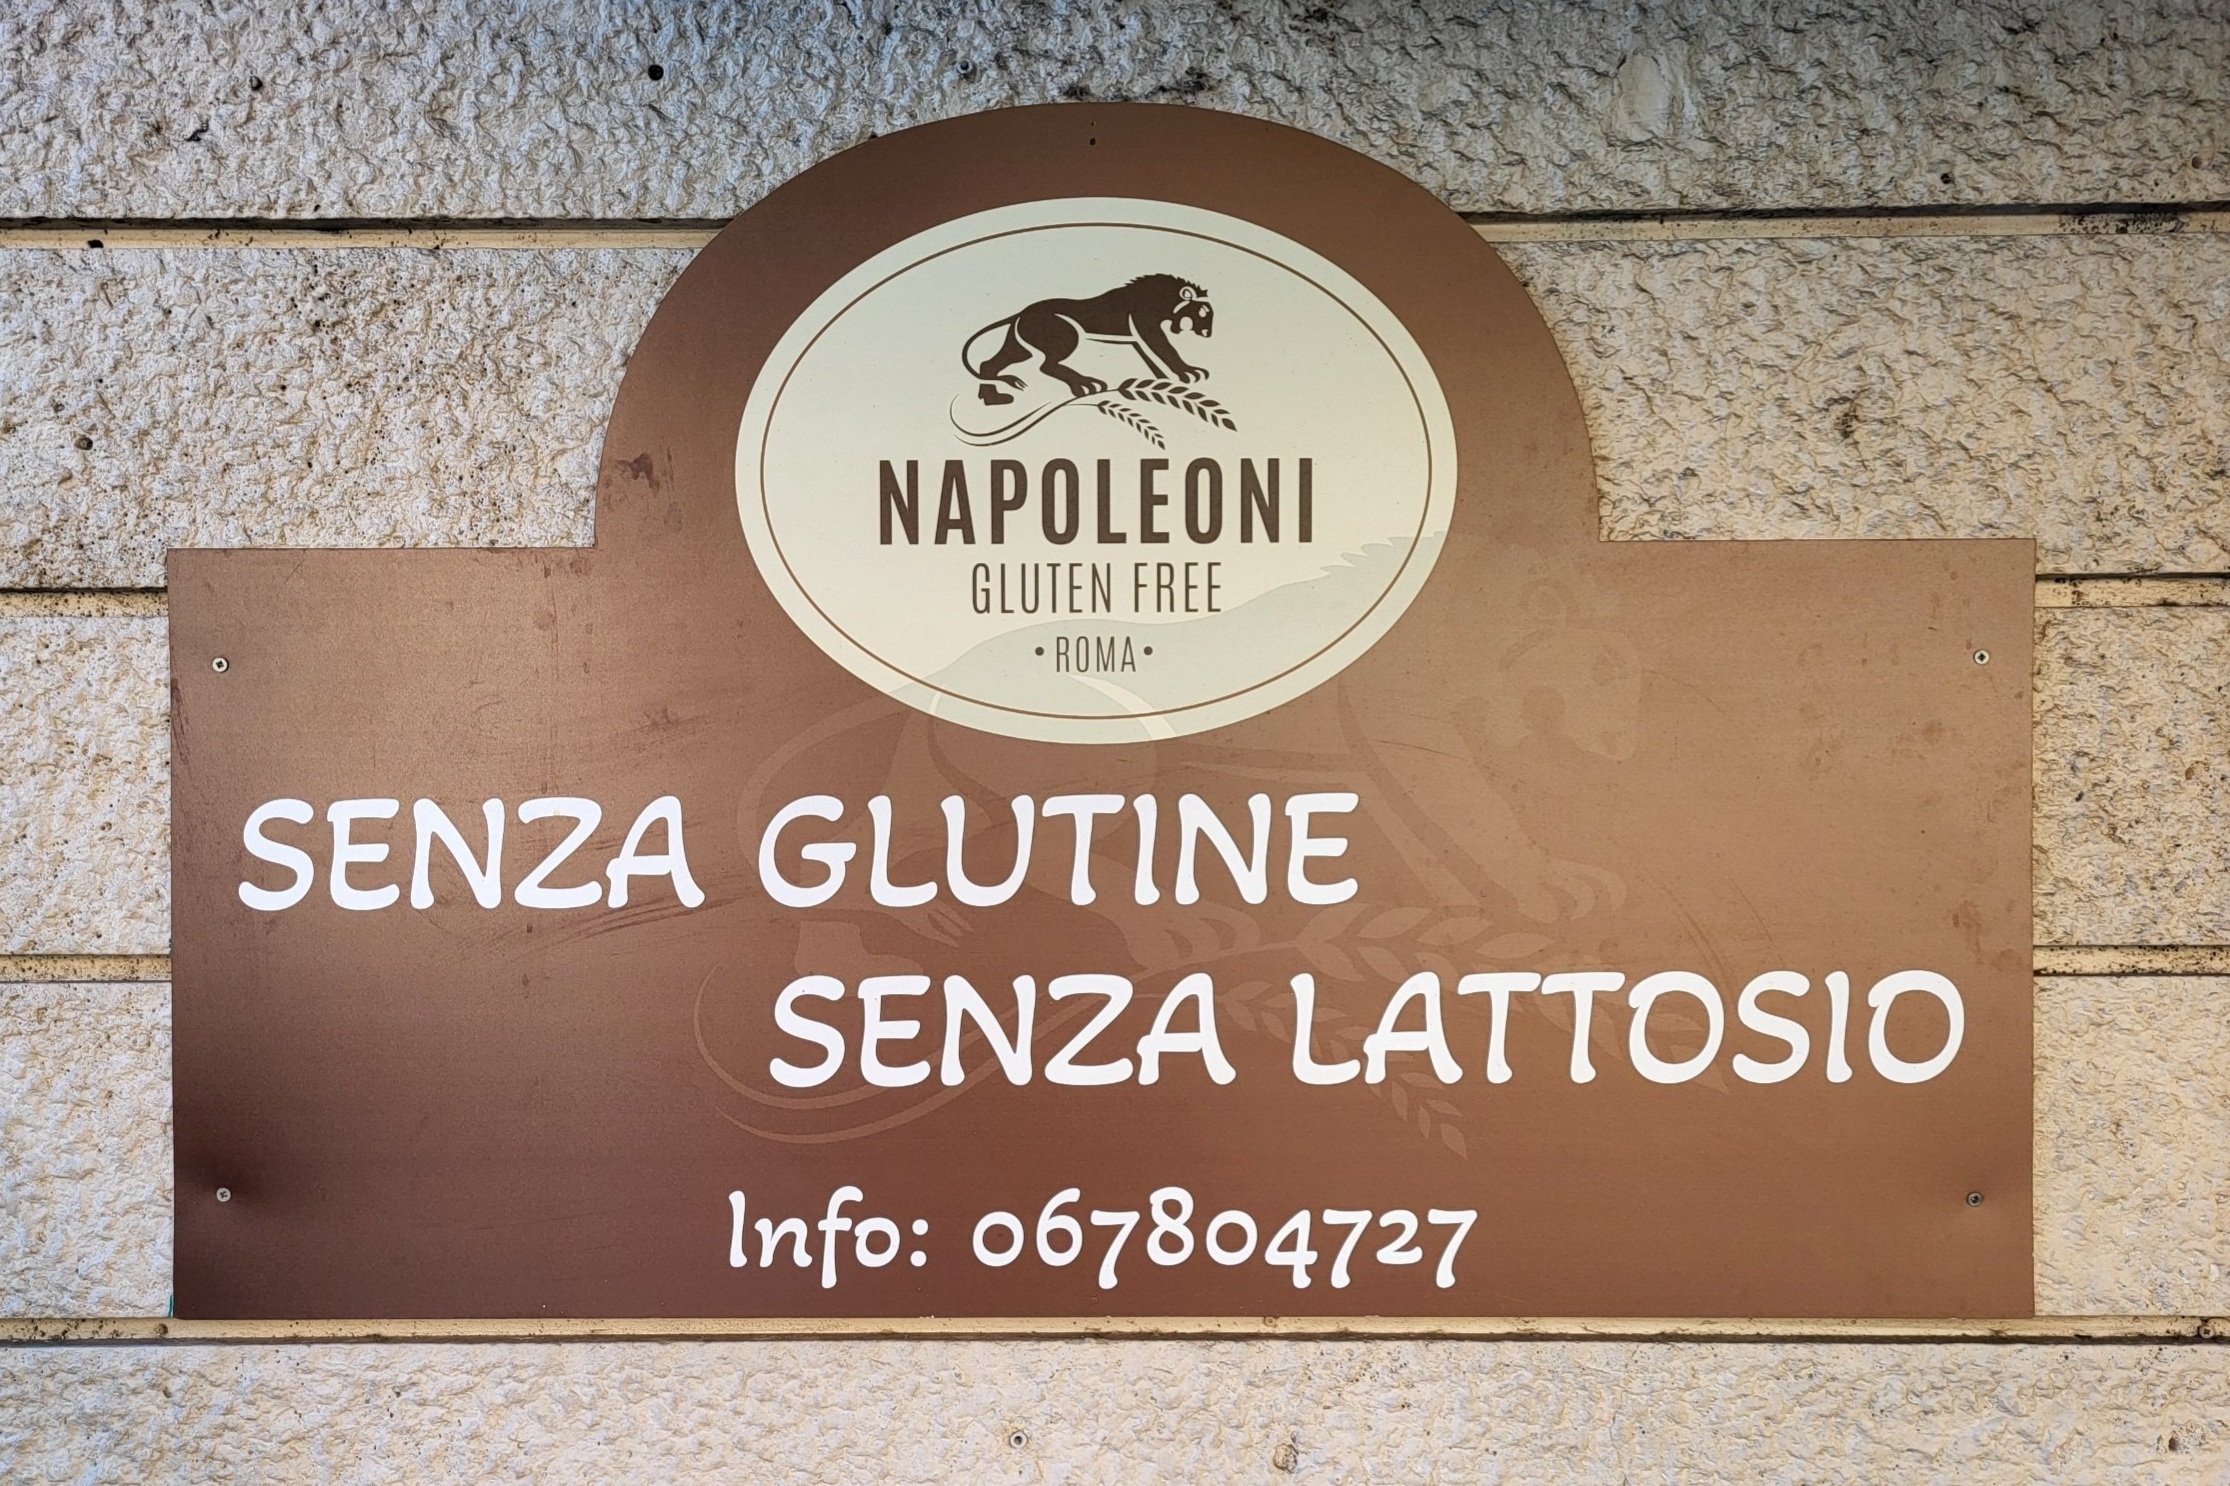 NAPOLEONI
GLUTEN FREE
• ROMA •
SENZA GLUTINE
SENZA LATTOSIO
Info: 067804727